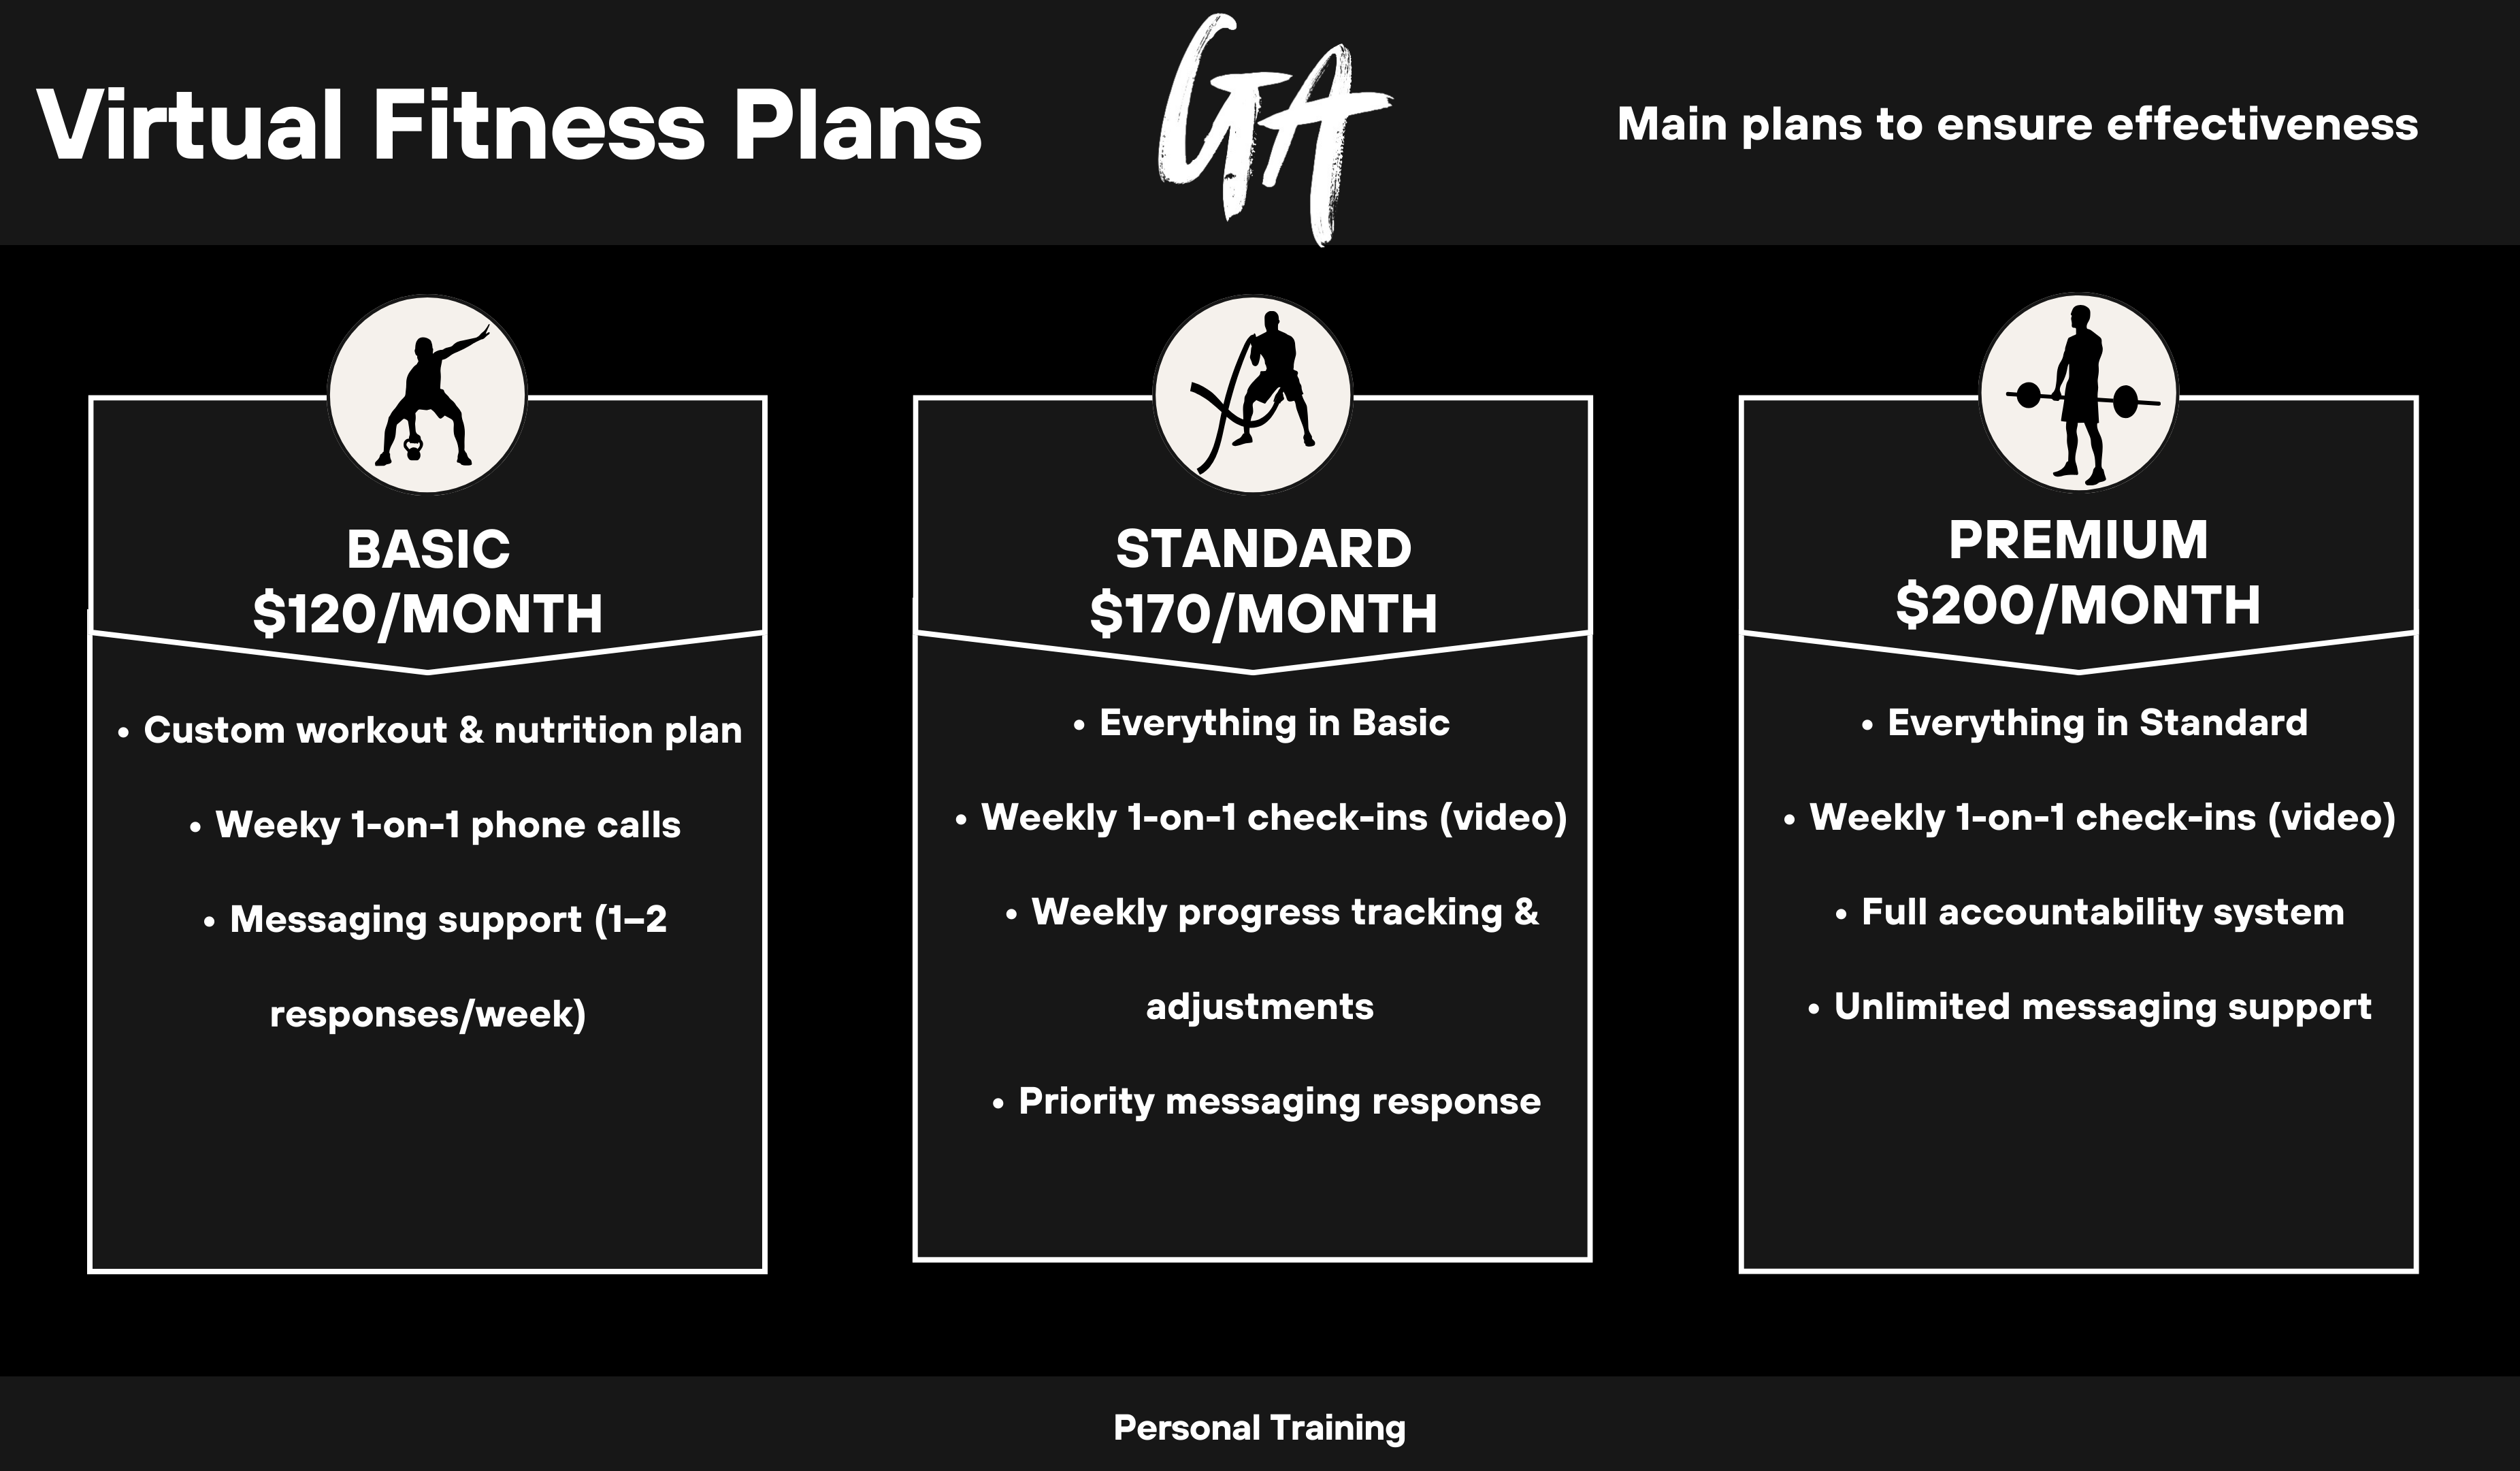 Virtual Fitness Plans
GA
Main plans to ensure effectiveness
BASIC
$120/MONTH
• Custom workout & nutrition plan
• Weeky 1-on-1 phone calls
• Messaging support (1–2
responses/week)
STANDARD
$170/MONTH
• Everything in Basic
• Weekly 1-on-1 check-ins (video)
• Weekly progress tracking &
adjustments
• Priority messaging response
PREMIUM
$200/MONTH
• Everything in Standard
• Weekly 1-on-1 check-ins (video)
• Full accountability system
• Unlimited messaging support
Personal Training